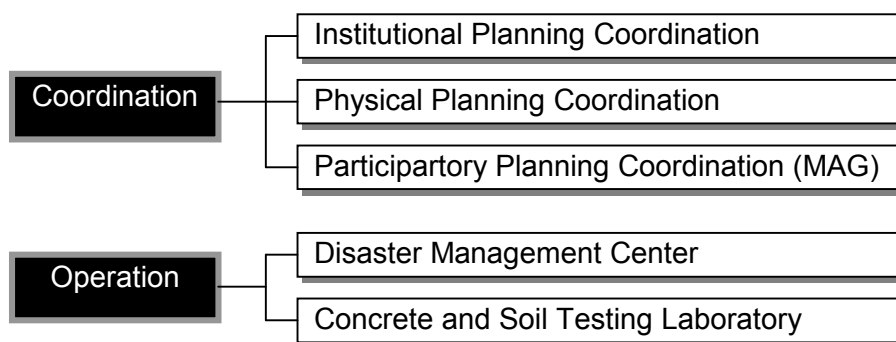 Coordination
Institutional Planning Coordination
Physical Planning Coordination
Participartory Planning Coordination (MAG)
Operation
Disaster Management Center
Concrete and Soil Testing Laboratory